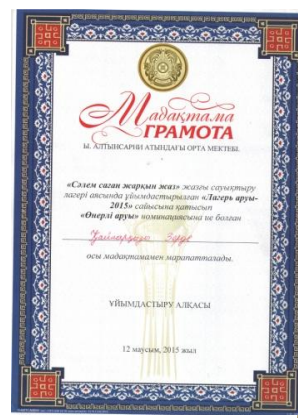 Мадақтама
ГРАМОТА
Ы. АЛТЫНСАРИН АТЫНДАҒЫ ОРТА МЕКТЕБІ.
«Сәлем саған жарқын жаз» жазғы сауықтыру
лагері аясында ұйымдастырылған «Лагерь аруы-
2015» сайысына қатысып
«Өнерлі аруы» номинациясына ие болған
осы мадақтамамен марапатталады.
ҰЙЫМДАСТЫРУ АЛҚАСЫ
12 маусым, 2015 жыл